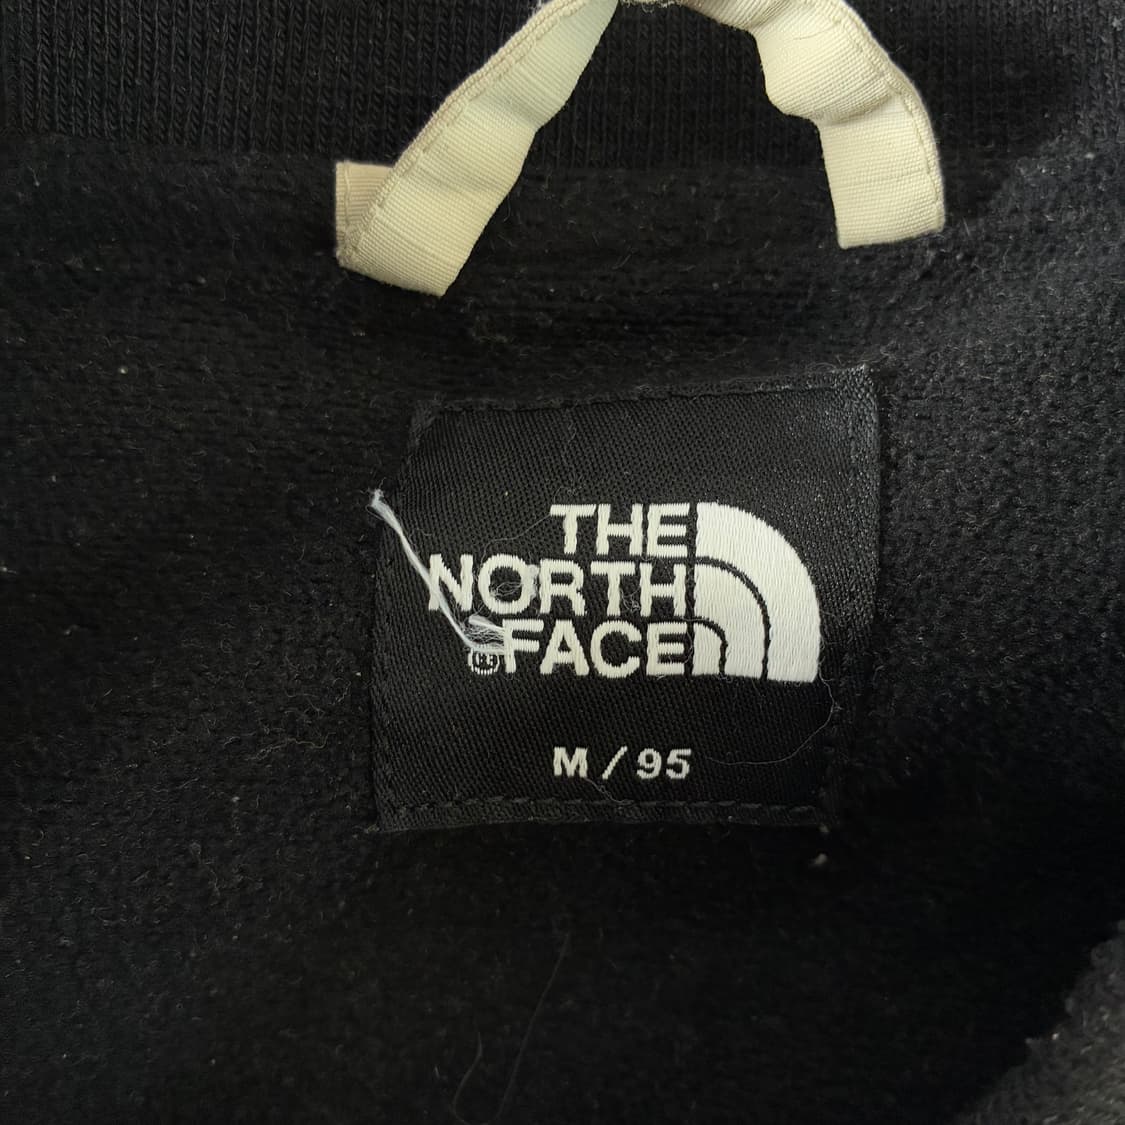 THE
NORTH
®FACE
M / 95